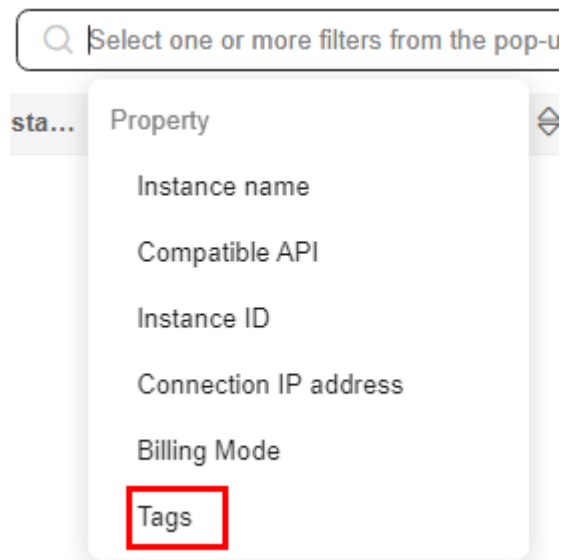 Select one or more filters from the pop-u
sta...
Property
Instance name
Compatible API
Instance ID
Connection IP address
Billing Mode
Tags